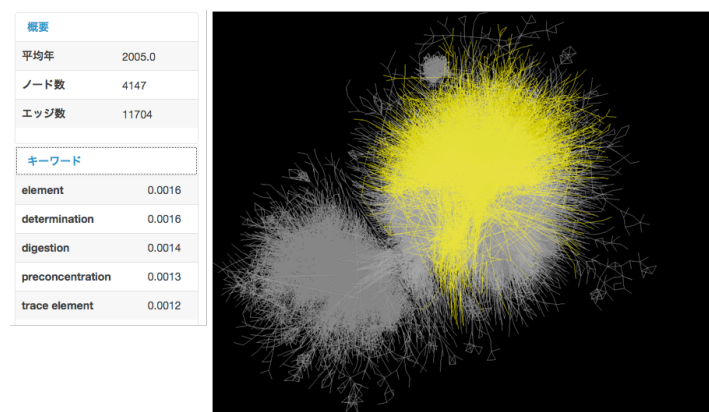 概要
平均年 2005.0
ノード数 4147
エッジ数 11704
キーワード
element 0.0016
determination 0.0016
digestion 0.0014
preconcentration 0.0013
trace element 0.0012